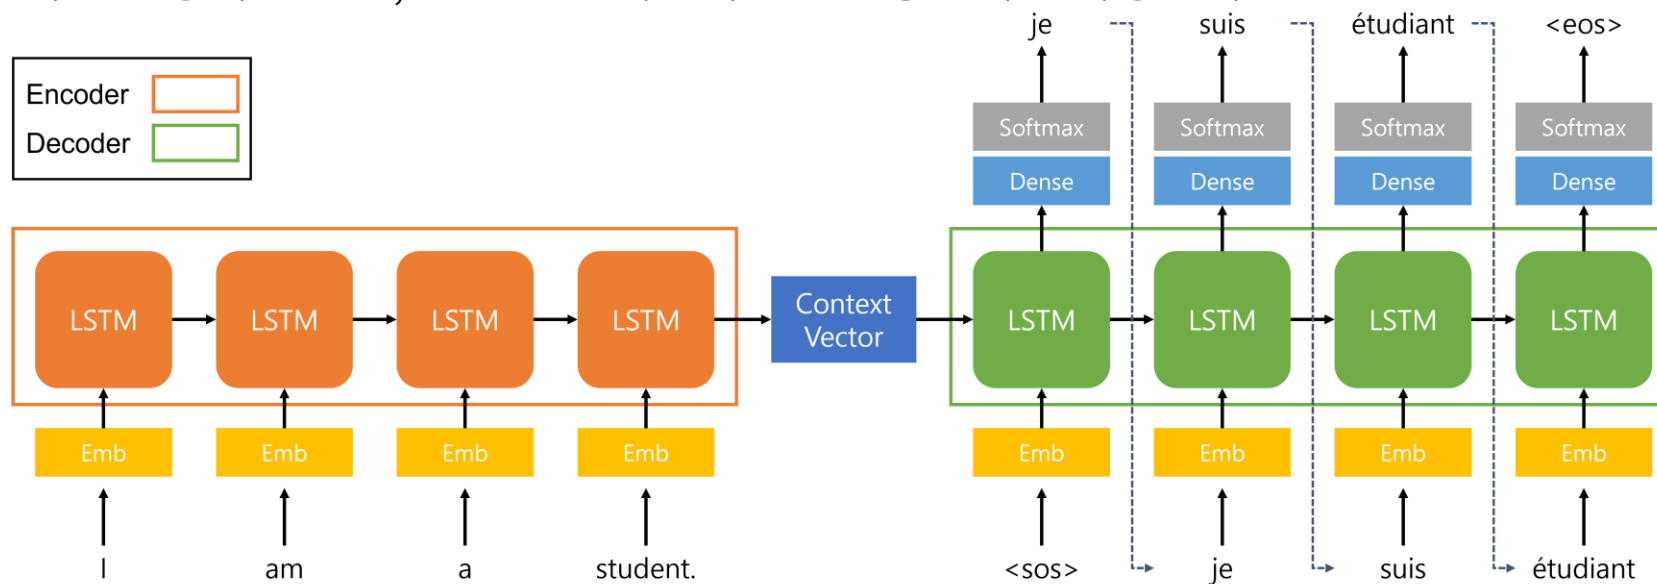 je suis étudiant <eos>
Encoder
Decoder
Softmax Softmax Softmax Softmax
Dense Dense Dense Dense
LSTM LSTM LSTM LSTM Context Vector LSTM LSTM LSTM LSTM
Emb Emb Emb Emb Emb Emb Emb Emb
I am a student. <sos> je suis étudiant